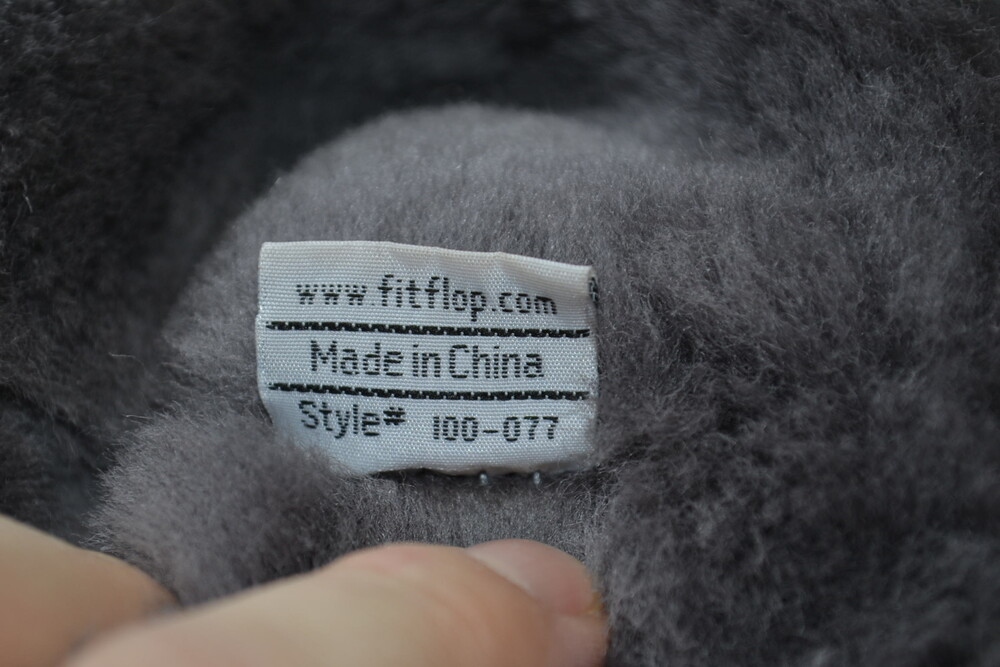 www.fitflop.com
Made in China
Style# 100-077